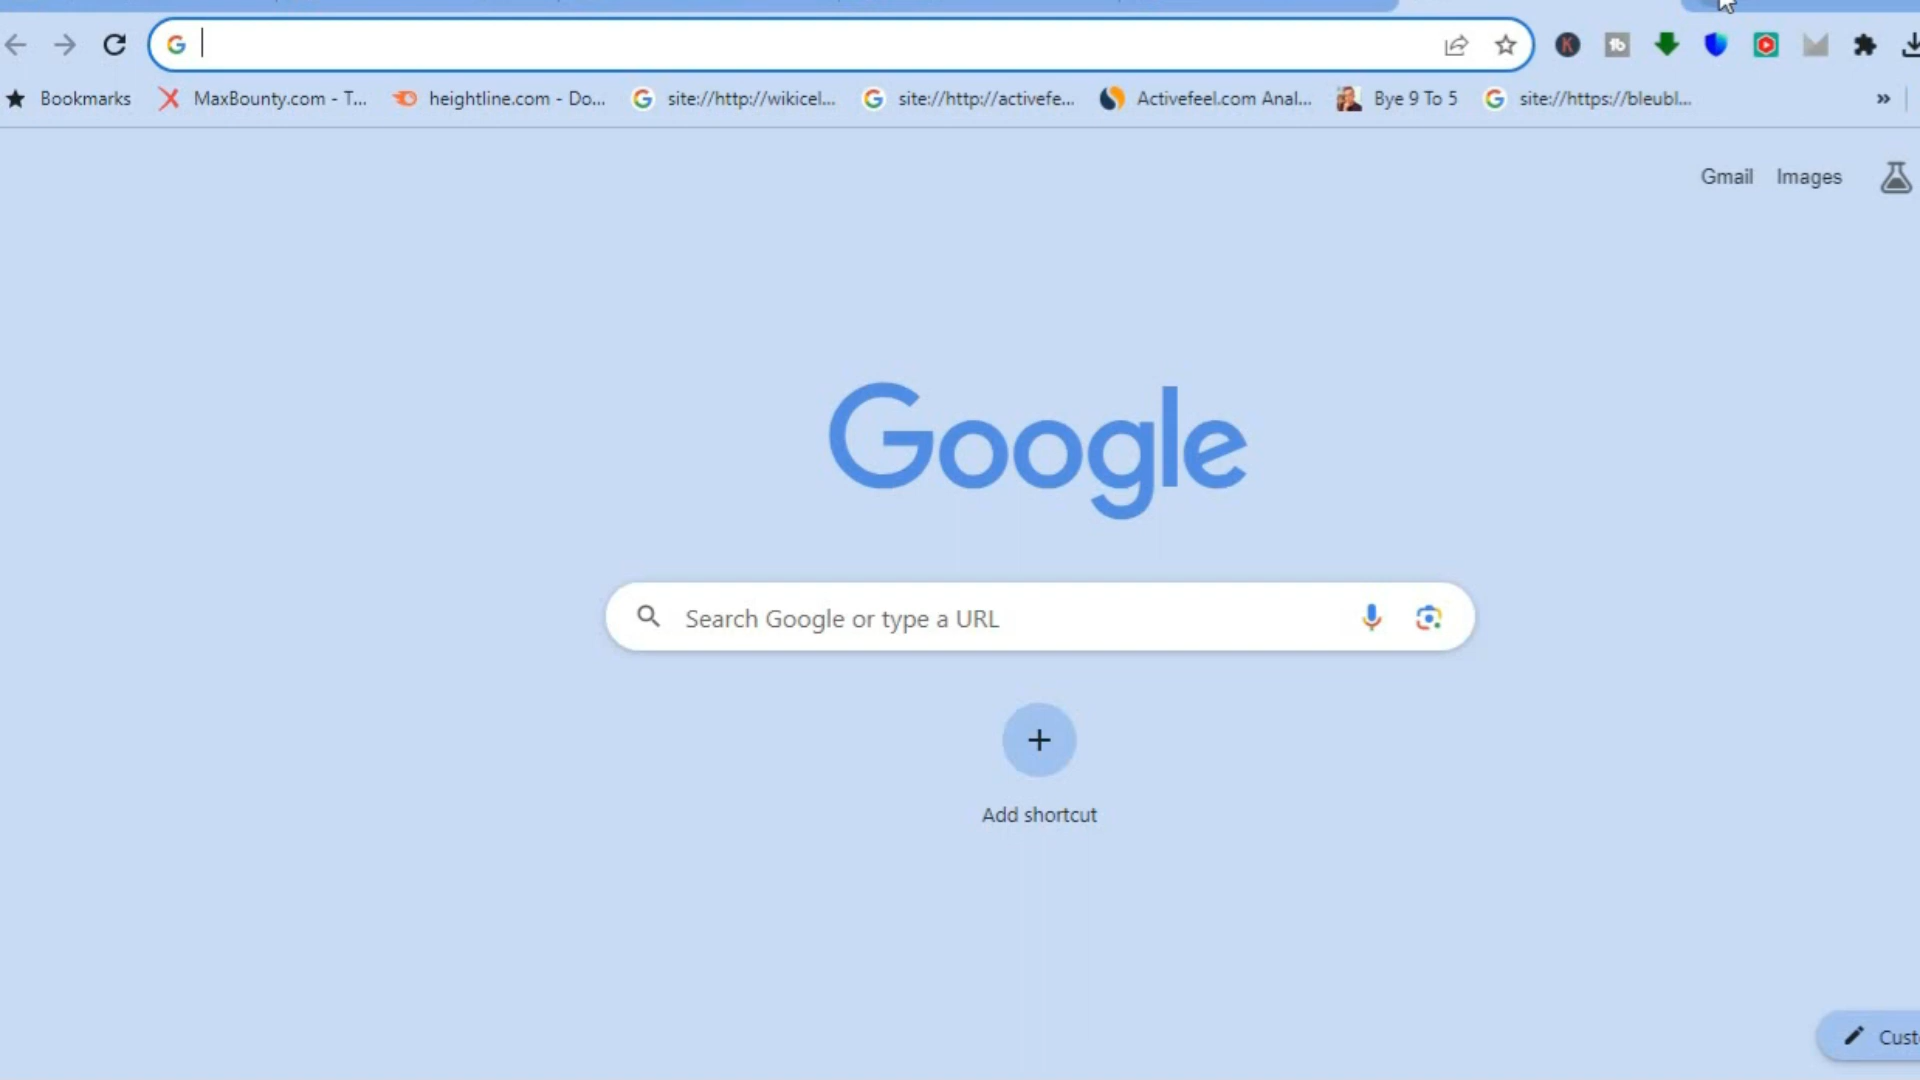 Bookmarks MaxBounty.com - T... heightline.com - Do... site://http://wikicel... site://http://activefe... Activefeel.com Anal... Bye 9 To 5 site://https://bleubl... »
Gmail Images
Google
Search Google or type a URL
Add shortcut
Cust